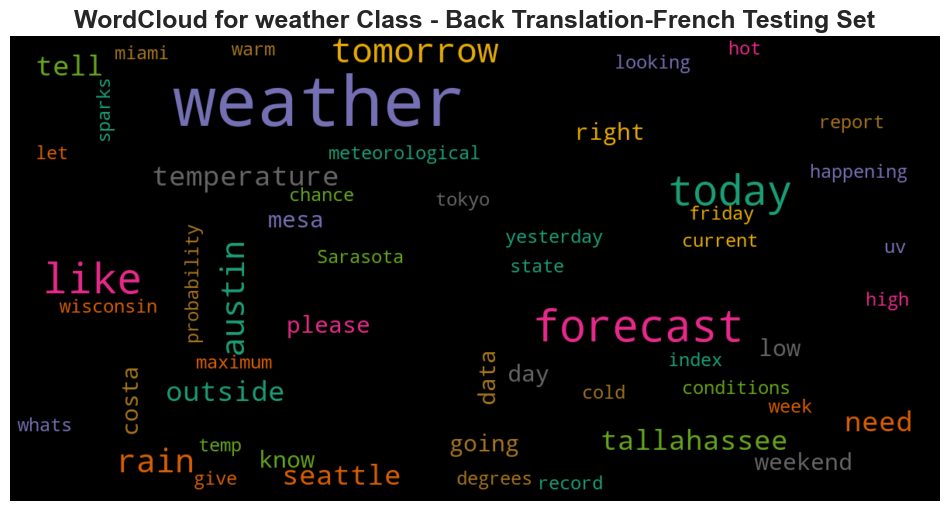 WordCloud for weather Class - Back Translation-French Testing Set
tell
miami
warm
tomorrow
looking
hot
sparks
weather
right
report
let
meteorological
temperature
chance
tokyo
today
happening
mesa
friday
yesterday
current
uv
Sarasota
state
probability
austin
like
wisconsin
high
please
forecast
maximum
low
index
data
day
costa
outside
cold
conditions
week
whats
need
temp
going
tallahassee
rain
know
weekend
give
seattle
degrees
record